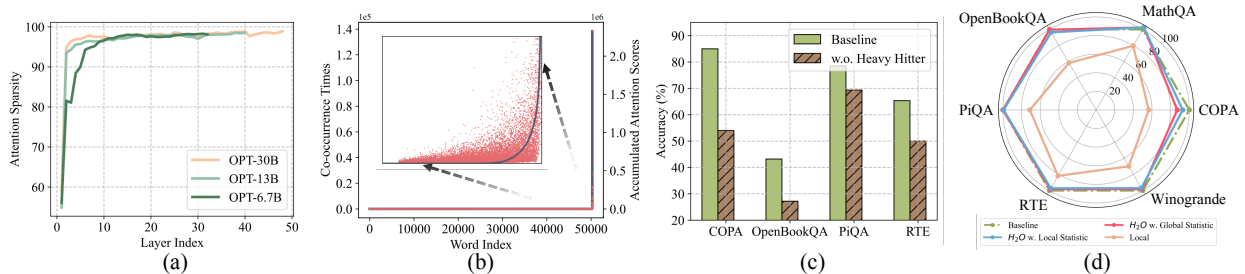 100
90
80
70
60
Attention Sparsity
OPT-30B
OPT-13B
OPT-6.7B
0 10 20 30 40 50
Layer Index
(a)
1e5
1e6
1.4
1.2
1.0
0.8
0.6
0.4
0.2
0.0
Co-occurrence Times
2.0
1.5
1.0
0.5
0.0
Accumulated Attention Scores
0 10000 20000 30000 40000 50000
Word Index
(b)
90
80
70
60
50
40
30
20
Accuracy (%)
Baseline
w.o. Heavy Hitter
COPA OpenBookQA PiQA RTE
(c)
OpenBookQA
MathQA
100
80
60
40
20
PiQA
COPA
RTE
Winogrande
Baseline
H2O w. Global Statistic
H2O w. Local Statistic
Local
(d)